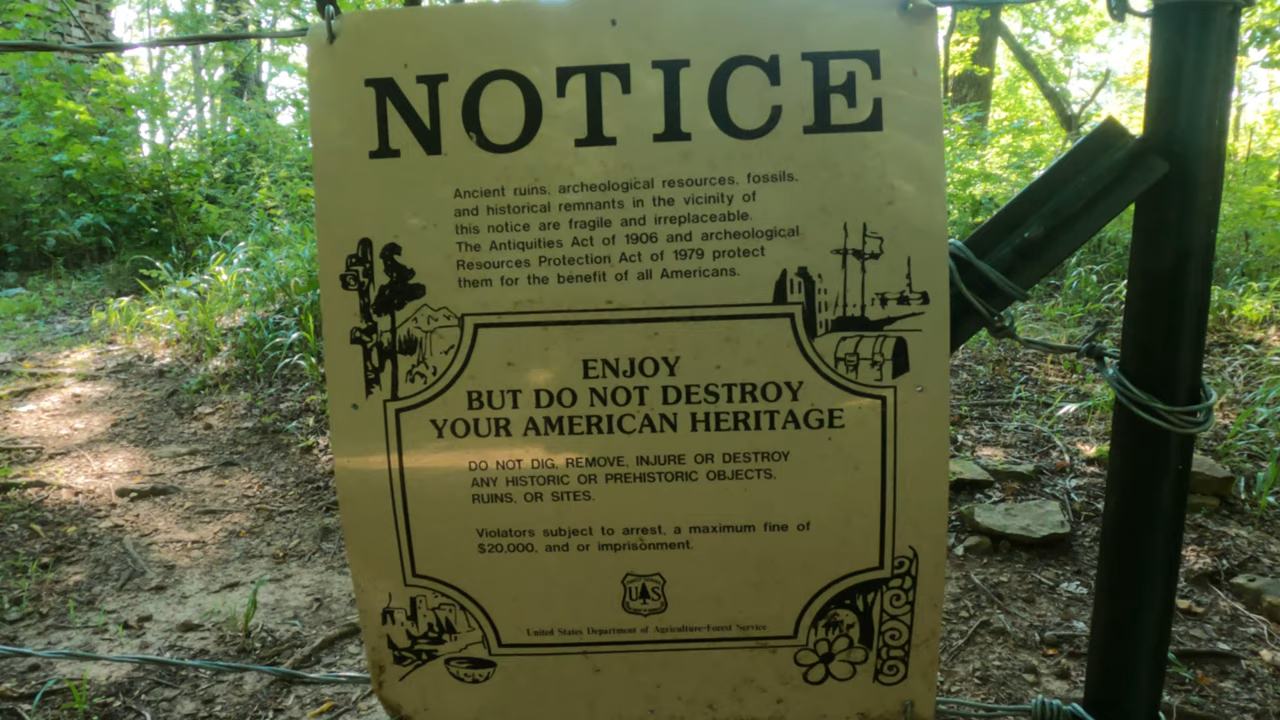 NOTICE
Ancient ruins, archeological resources, fossils,
and historical remnants in the vicinity of
this notice are fragile and irreplaceable.
The Antiquities Act of 1906 and archeological
Resources Protection Act of 1979 protect
them for the benefit of all Americans.
ENJOY
BUT DO NOT DESTROY
YOUR AMERICAN HERITAGE
DO NOT DIG, REMOVE, INJURE OR DESTROY
ANY HISTORIC OR PREHISTORIC OBJECTS,
RUINS, OR SITES.
Violators subject to arrest, a maximum fine of
$20,000, and or imprisonment.
US
United States Department of Agriculture-Forest Service